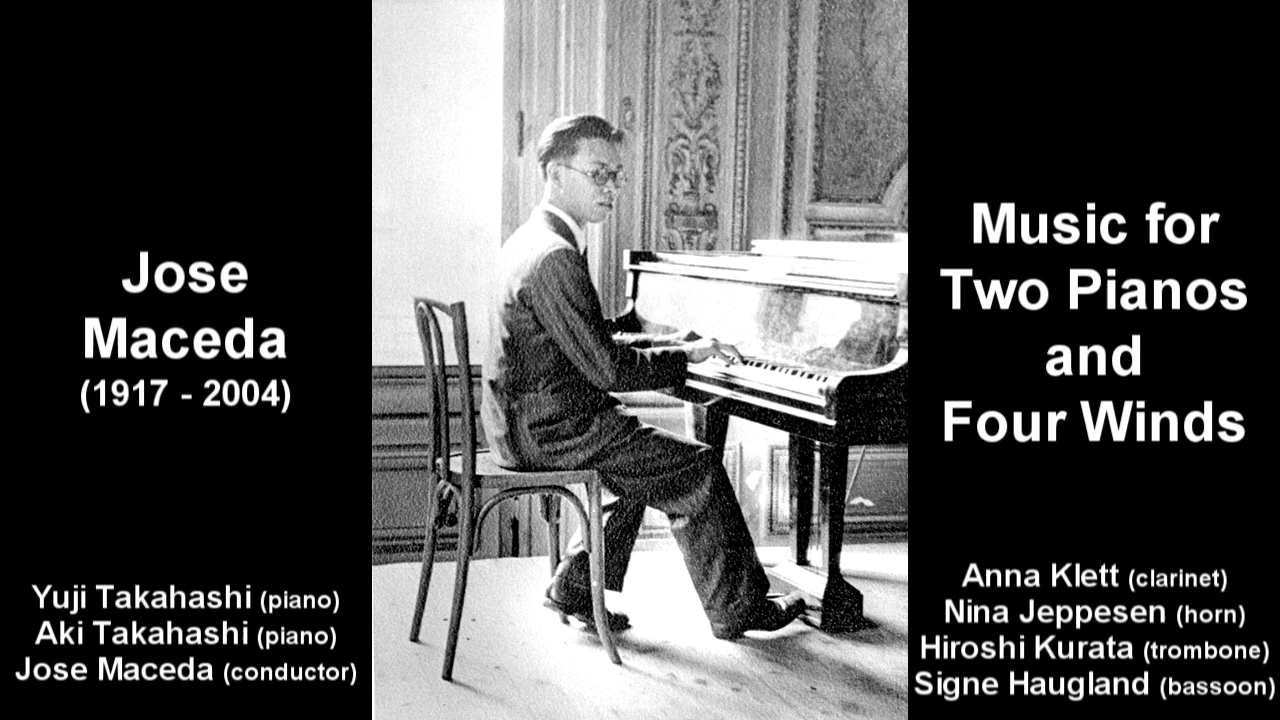 Jose
Maceda
(1917 - 2004)
Yuji Takahashi (piano)
Aki Takahashi (piano)
Jose Maceda (conductor)
Music for
Two Pianos
and
Four Winds
Anna Klett (clarinet)
Nina Jeppesen (horn)
Hiroshi Kurata (trombone)
Signe Haugland (bassoon)